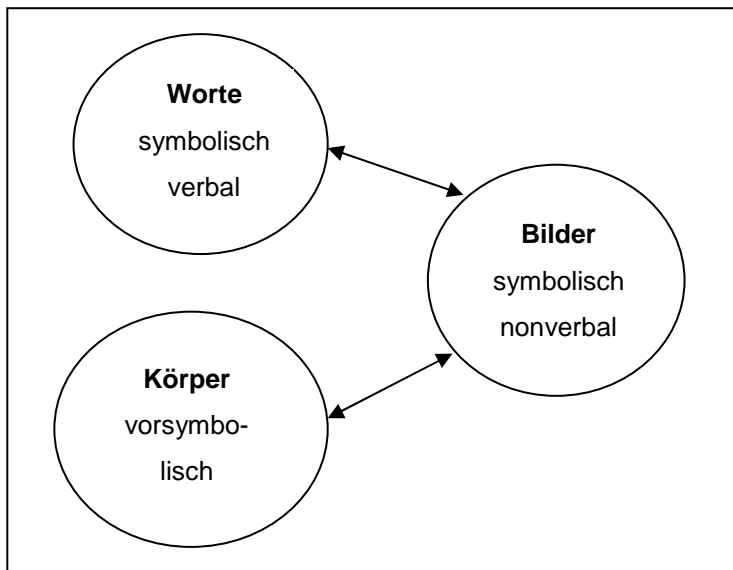 Worte
symbolisch
verbal
Bilder
symbolisch
nonverbal
Körper
vorsymbo-
lisch